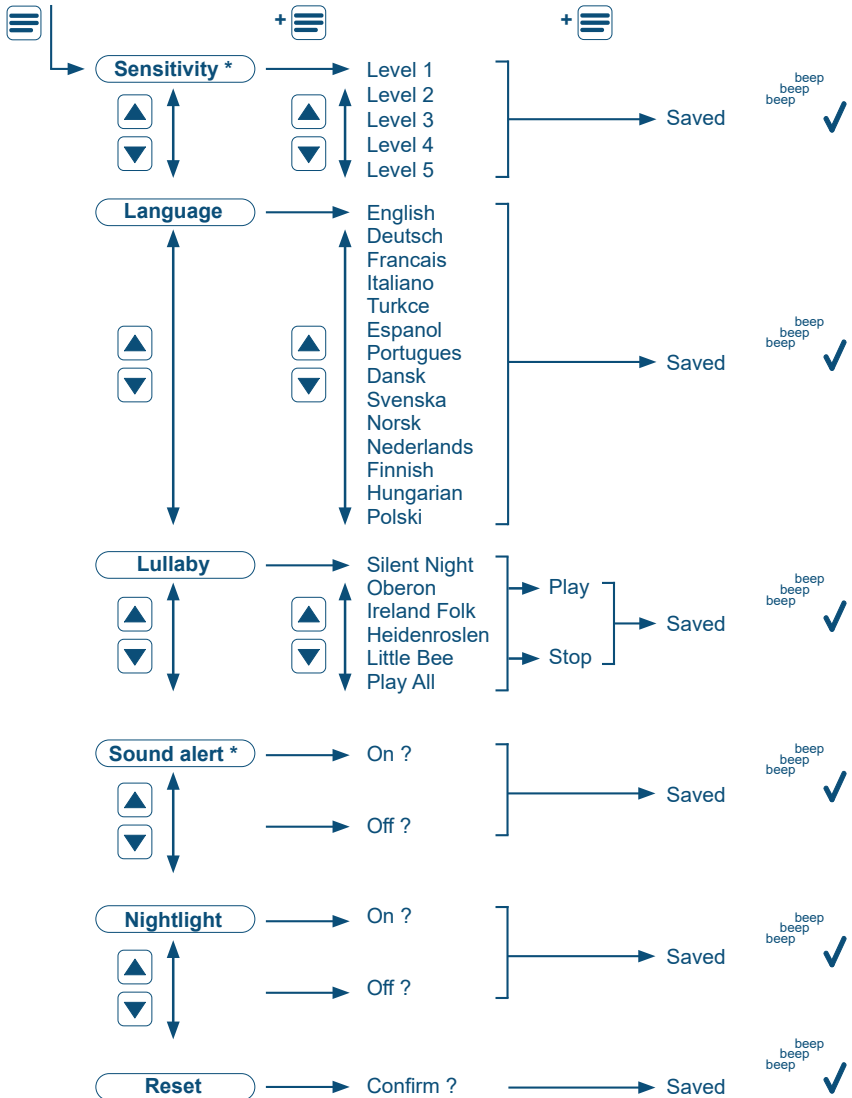 +
+
Sensitivity *
Level 1
Level 2
Level 3
Level 4
Level 5
Saved
beep
beep
beep
Language
English
Deutsch
Francais
Italiano
Turkce
Espanol
Portugues
Dansk
Svenska
Norsk
Nederlands
Finnish
Hungarian
Polski
Saved
beep
beep
beep
Lullaby
Silent Night
Oberon
Ireland Folk
Heidenroslen
Little Bee
Play All
Play
Stop
Saved
beep
beep
beep
Sound alert *
On ?
Off ?
Saved
beep
beep
beep
Nightlight
On ?
Off ?
Saved
beep
beep
beep
Reset
Confirm ?
Saved
beep
beep
beep